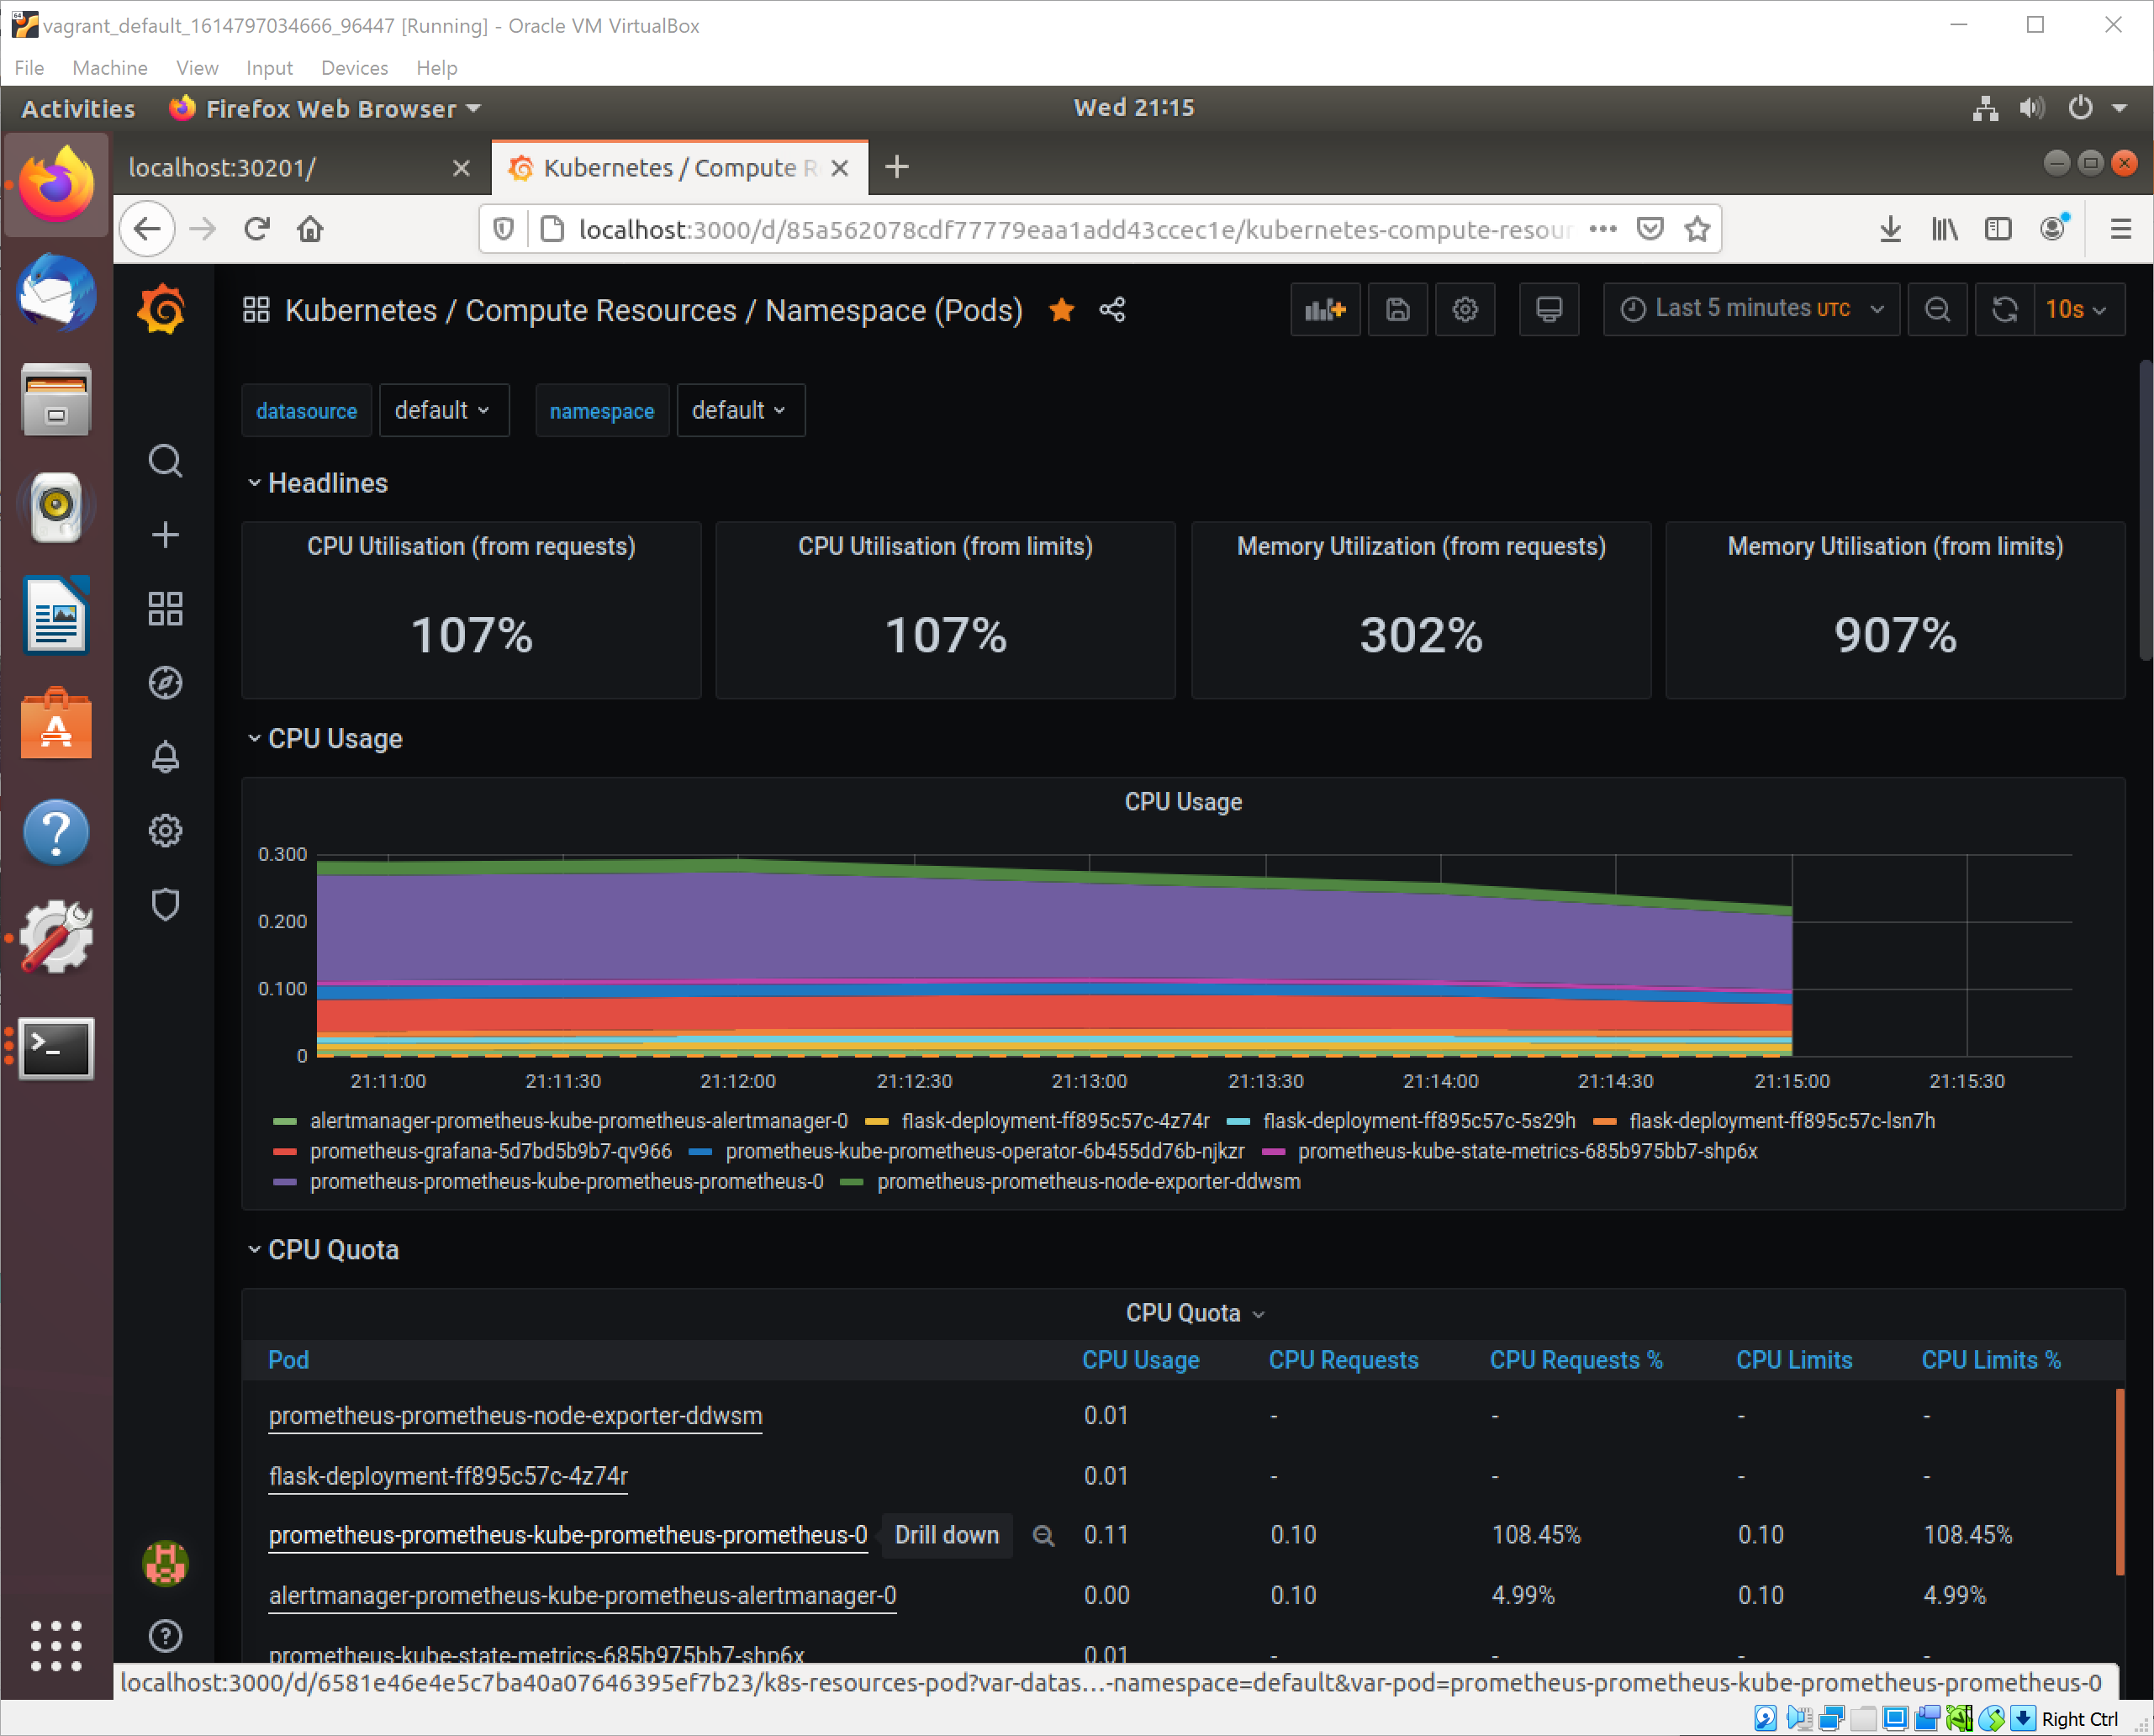 vagrant_default_1614797034666_96447 [Running] - Oracle VM VirtualBox
File Machine View Input Devices Help
Activities Firefox Web Browser Wed 21:15
localhost:30201/ Kubernetes / Compute R
localhost:3000/d/85a562078cdf77779eaa1add43ccec1e/kubernetes-compute-resour
Kubernetes / Compute Resources / Namespace (Pods) Last 5 minutes UTC 10s
datasource default namespace default
Headlines
CPU Utilisation (from requests) CPU Utilisation (from limits) Memory Utilization (from requests) Memory Utilisation (from limits)
107% 107% 302% 907%
CPU Usage
CPU Usage
0.300
0.200
0.100
0
21:11:00 21:11:30 21:12:00 21:12:30 21:13:00 21:13:30 21:14:00 21:14:30 21:15:00 21:15:30
alertmanager-prometheus-kube-prometheus-alertmanager-0 flask-deployment-ff895c57c-4z74r flask-deployment-ff895c57c-5s29h flask-deployment-ff895c57c-lsn7h
prometheus-grafana-5d7bd5b9b7-qv966 prometheus-kube-prometheus-operator-6b455dd76b-njkzr prometheus-kube-state-metrics-685b975bb7-shp6x
prometheus-prometheus-kube-prometheus-prometheus-0 prometheus-prometheus-node-exporter-ddwsm
CPU Quota
CPU Quota
Pod CPU Usage CPU Requests CPU Requests % CPU Limits CPU Limits %
prometheus-prometheus-node-exporter-ddwsm 0.01 - - - -
flask-deployment-ff895c57c-4z74r 0.01 - - - -
prometheus-prometheus-kube-prometheus-prometheus-0 Drill down 0.11 0.10 108.45% 0.10 108.45%
alertmanager-prometheus-kube-prometheus-alertmanager-0 0.00 0.10 4.99% 0.10 4.99%
prometheus-kube-state-metrics-685b975bb7-shp6x 0.01 - - - -
localhost:3000/d/6581e46e4e5c7ba40a07646395ef7b23/k8s-resources-pod?var-datas...-namespace=default&var-pod=prometheus-prometheus-kube-prometheus-prometheus-0
Right Ctrl